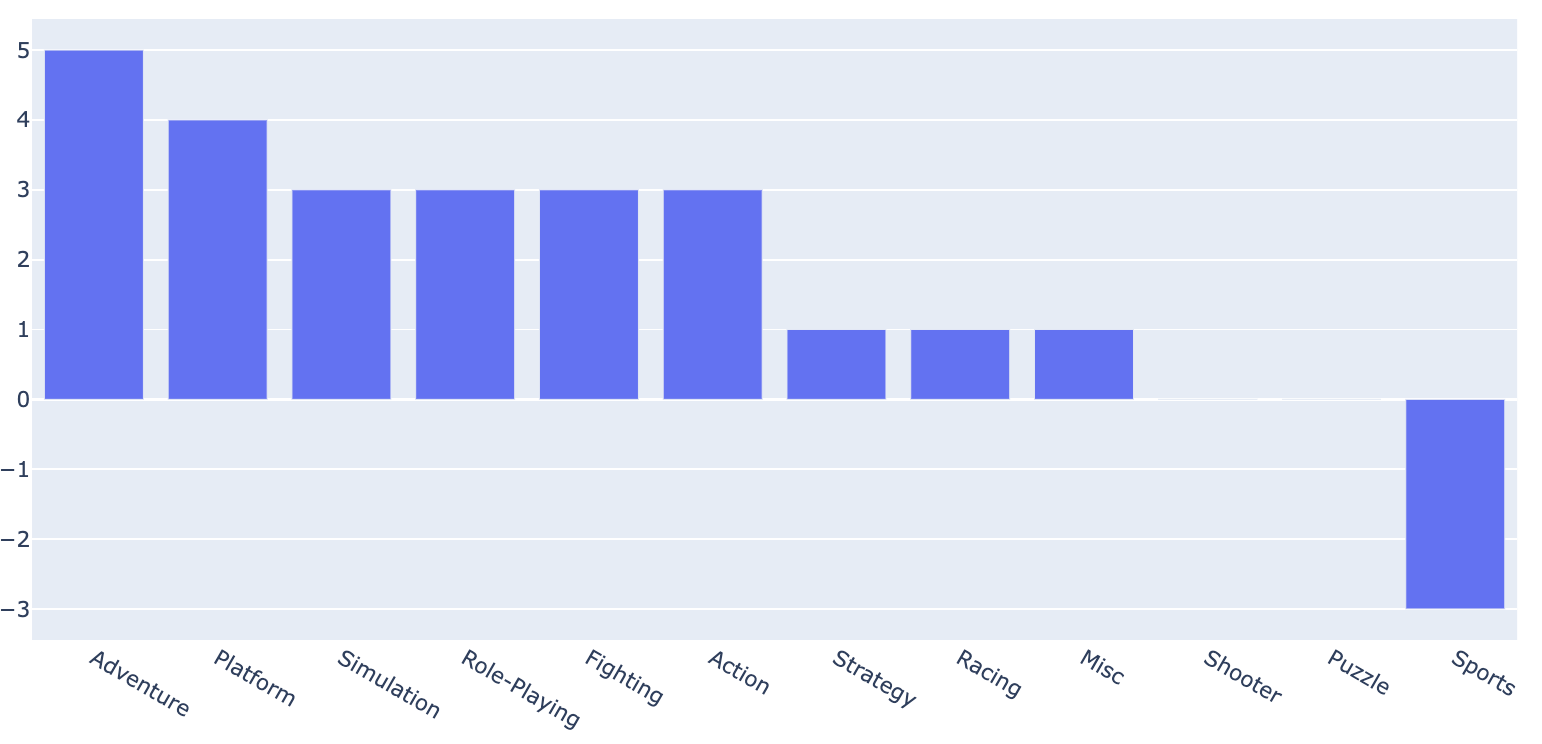 5
4
3
2
1
0
−1
−2
−3
Adventure
Platform
Simulation
Role-Playing
Fighting
Action
Strategy
Racing
Misc
Shooter
Puzzle
Sports